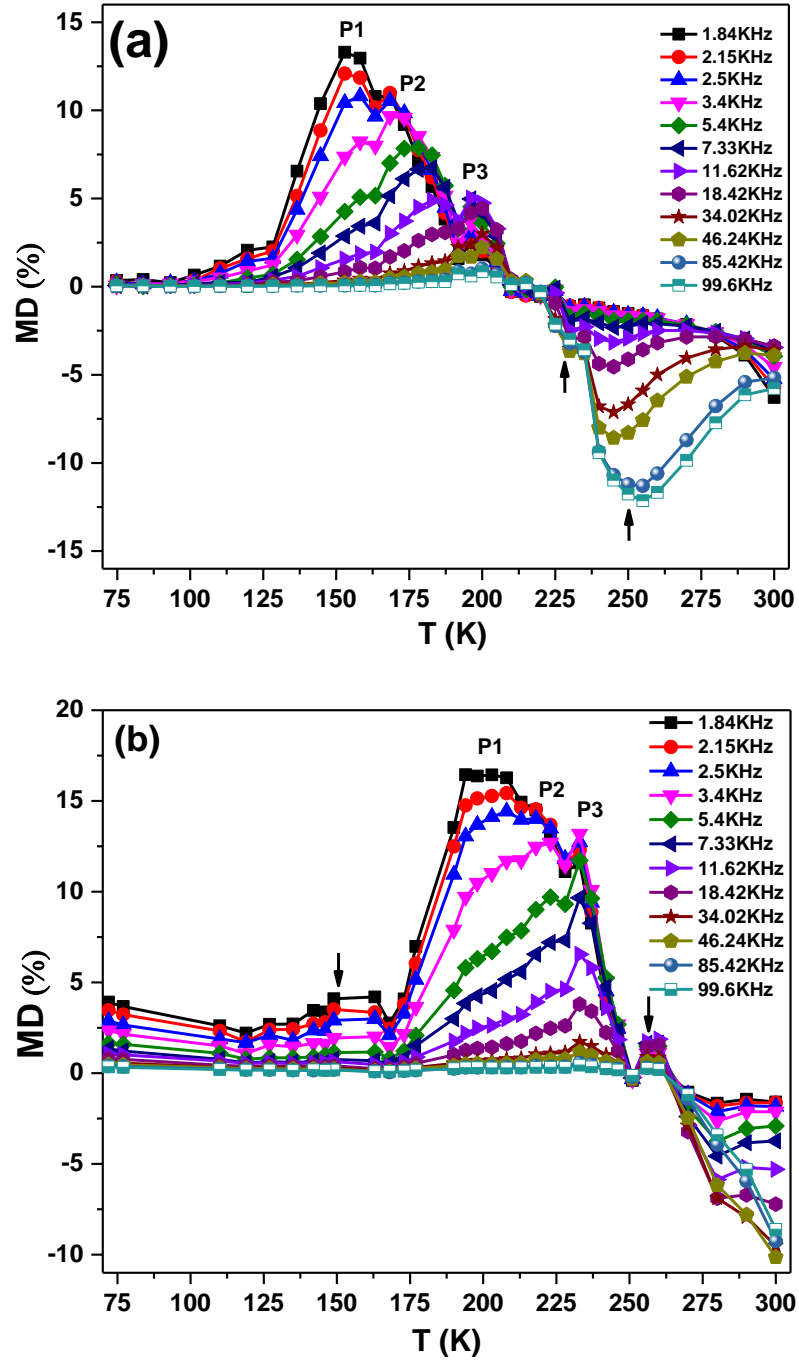 (a)
P1
P2
P3
1.84KHz
2.15KHz
2.5KHz
3.4KHz
5.4KHz
7.33KHz
11.62KHz
18.42KHz
34.02KHz
46.24KHz
85.42KHz
99.6KHz
15
10
5
0
-5
-10
-15
MD (%)
75 100 125 150 175 200 225 250 275 300
T (K)
(b)
P1
P2
P3
1.84KHz
2.15KHz
2.5KHz
3.4KHz
5.4KHz
7.33KHz
11.62KHz
18.42KHz
34.02KHz
46.24KHz
85.42KHz
99.6KHz
20
15
10
5
0
-5
-10
MD (%)
75 100 125 150 175 200 225 250 275 300
T (K)